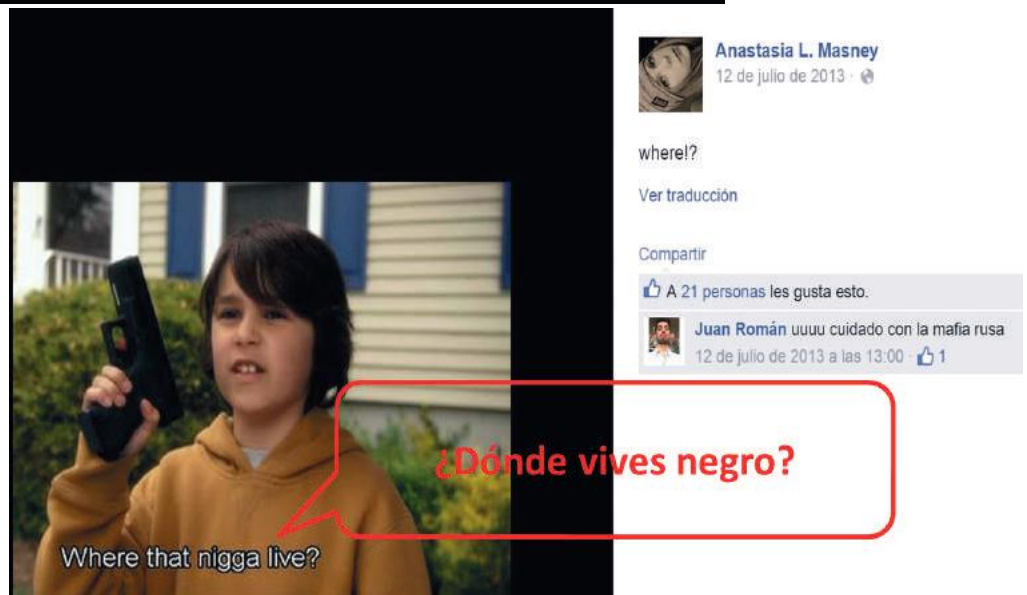 Anastasia L. Masney
12 de julio de 2013
where!?
Ver traducción
Compartir
A 21 personas les gusta esto.
Juan Román uuuu cuidado con la mafia rusa
12 de julio de 2013 a las 13:00 · 1
¿Dónde vives negro?
Where that nigga live?